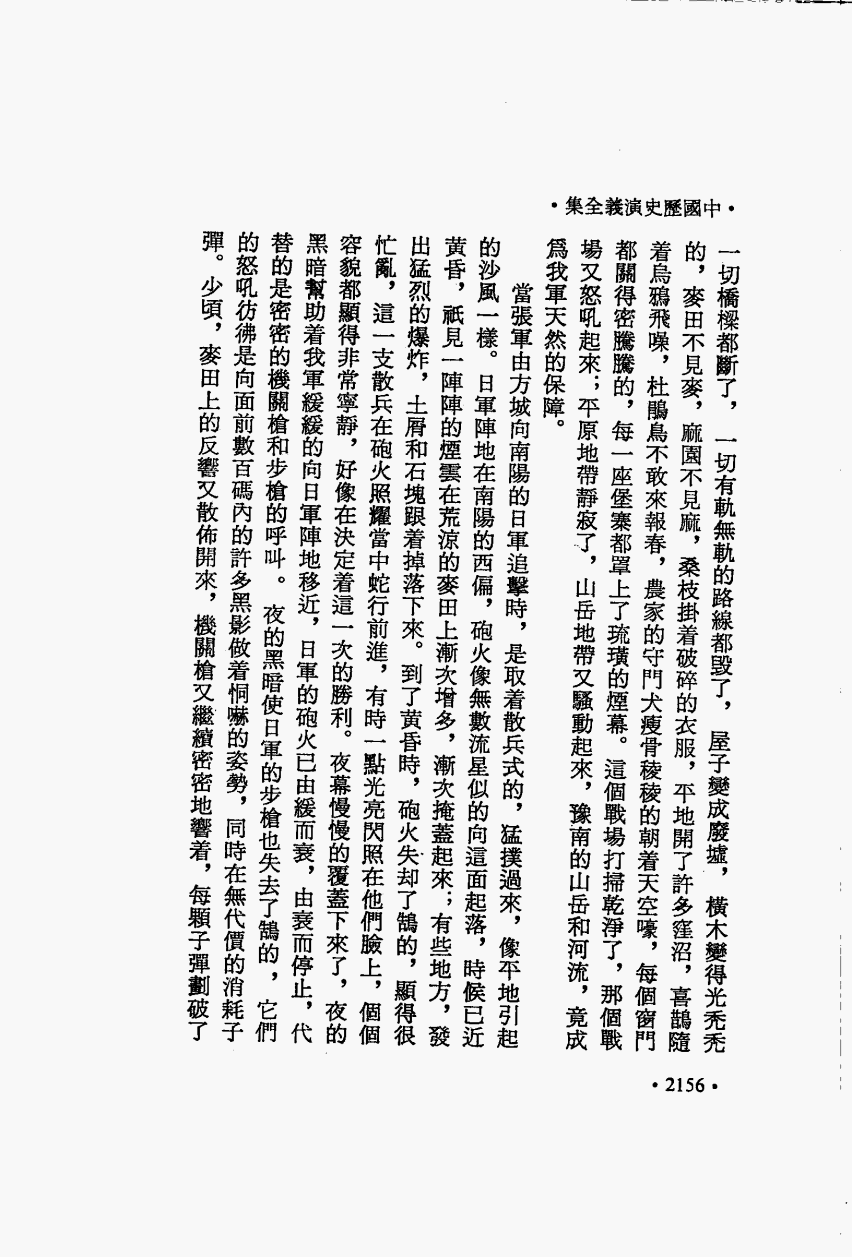 •中國歷史演義全集•
一切橋樑都斷了，一切有軌無軌的路線都毀了，屋子變成廢墟，橫木變得光禿禿
的，麥田不見麥，麻園不見麻，桑枝掛着破碎的衣服，平地開了許多窪沼，喜鵲隨
着烏鴉飛噪，杜鵑鳥不敢來報春，農家的守門犬瘦骨稜稜的朝着天空嚎，每個窗門
都關得密騰騰的，每一座堡寨都罩上了琉璜的煙幕。這個戰場打掃乾淨了，那個戰
場又怒吼起來；平原地帶靜寂了，山岳地帶又騷動起來，豫南的山岳和河流，竟成
爲我軍天然的保障。
當張軍由方城向南陽的日軍追擊時，是取着散兵式的，猛撲過來，像平地引起
的沙風一樣。日軍陣地在南陽的西偏，砲火像無數流星似的向這面起落，時候已近
黃昏，祇見一陣陣的煙雲在荒涼的麥田上漸次增多，漸次掩蓋起來；有些地方，發
出猛烈的爆炸，土屑和石塊跟着掉落下來。到了黃昏時，砲火失却了鵠的，顯得很
忙亂，這一支散兵在砲火照耀當中蛇行前進，有時一點光亮閃照在他們臉上，個個
容貌都顯得非常寧靜，好像在決定着這一次的勝利。夜幕慢慢的覆蓋下來了，夜的
黑暗幫助着我軍緩緩的向日軍陣地移近，日軍的砲火已由緩而衰，由衰而停止，代
替的是密密的機關槍和步槍的呼叫。夜的黑暗使日軍的步槍也失去了鵠的，它們
的怒吼彷彿是向面前數百碼內的許多黑影做着恫嚇的姿勢，同時在無代價的消耗子
彈。少頃，麥田上的反響又散佈開來，機關槍又繼續密密地響着，每顆子彈劃破了
•2156•